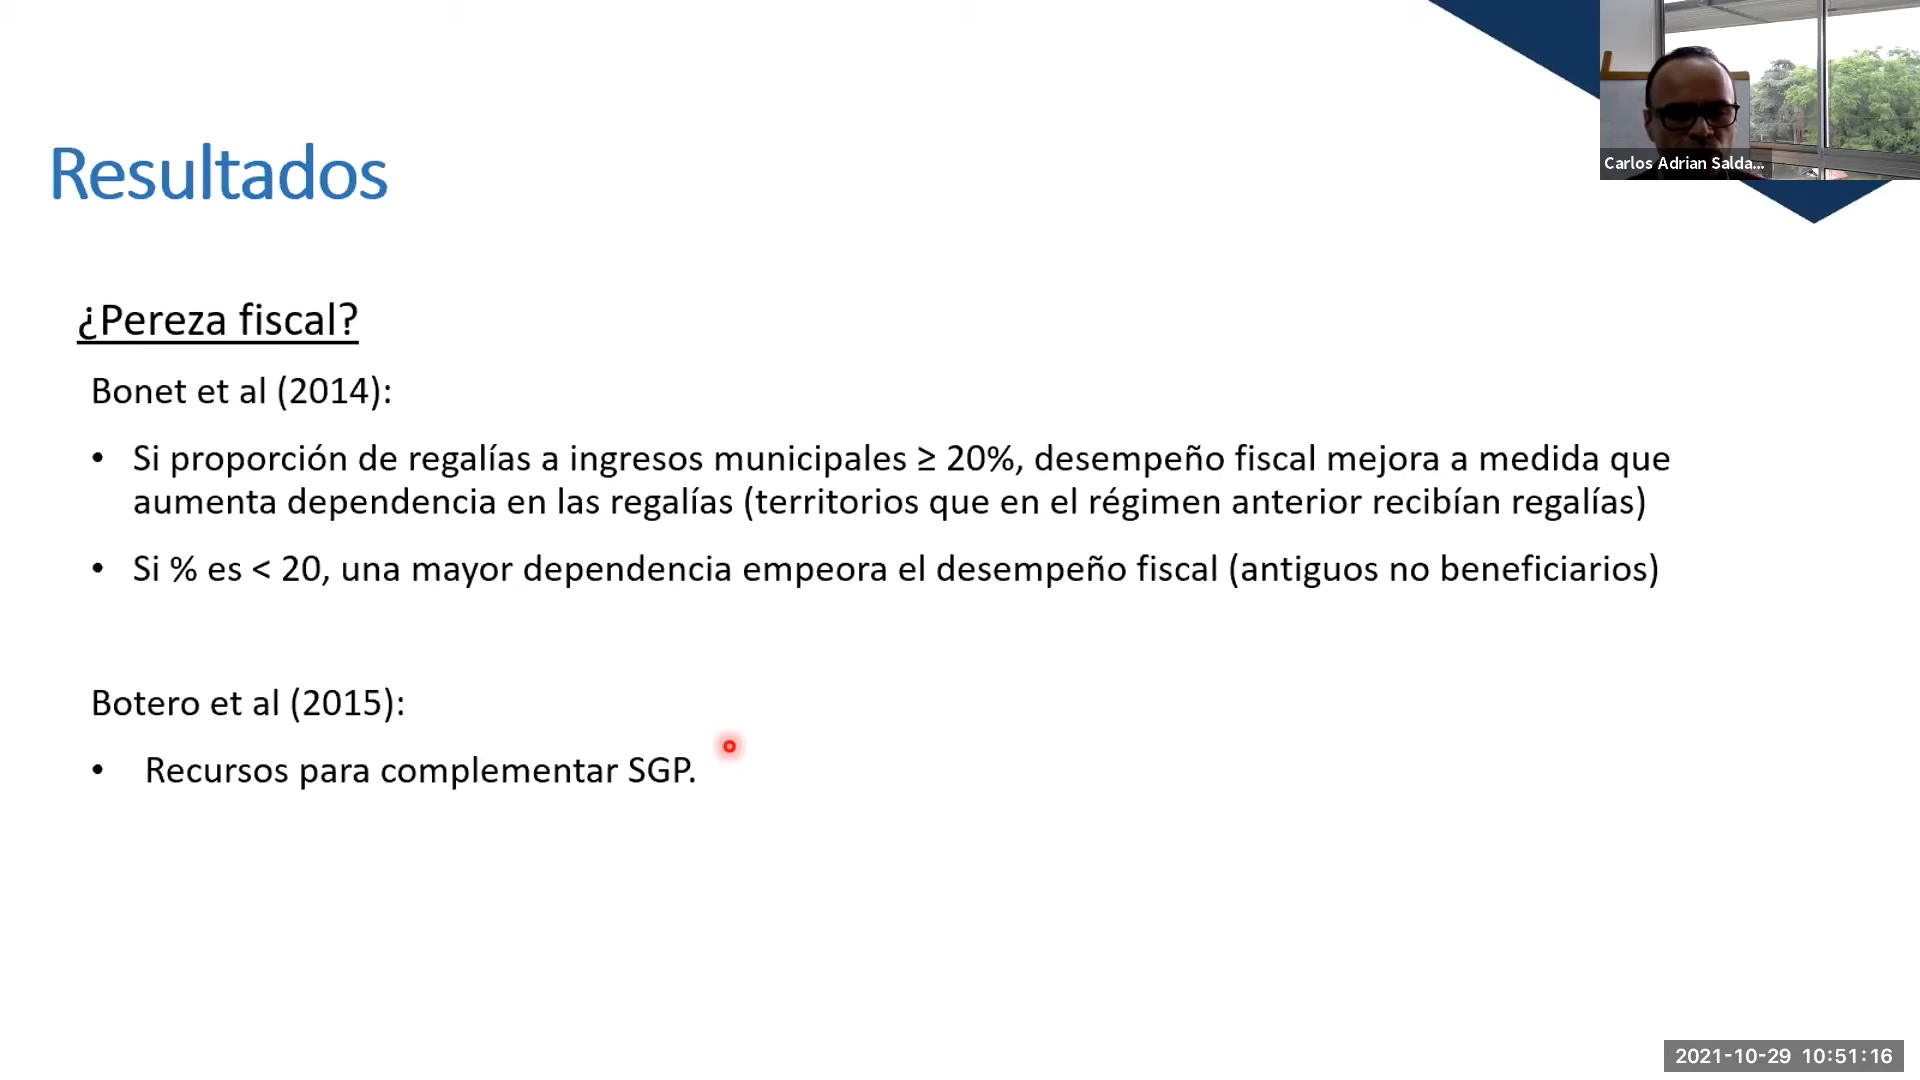 Carlos Adrian Salda...
Resultados
¿Pereza fiscal?
Bonet et al (2014):
• Si proporción de regalías a ingresos municipales ≥ 20%, desempeño fiscal mejora a medida que
aumenta dependencia en las regalías (territorios que en el régimen anterior recibían regalías)
• Si % es < 20, una mayor dependencia empeora el desempeño fiscal (antiguos no beneficiarios)
Botero et al (2015):
• Recursos para complementar SGP.
2021-10-29 10:51:16